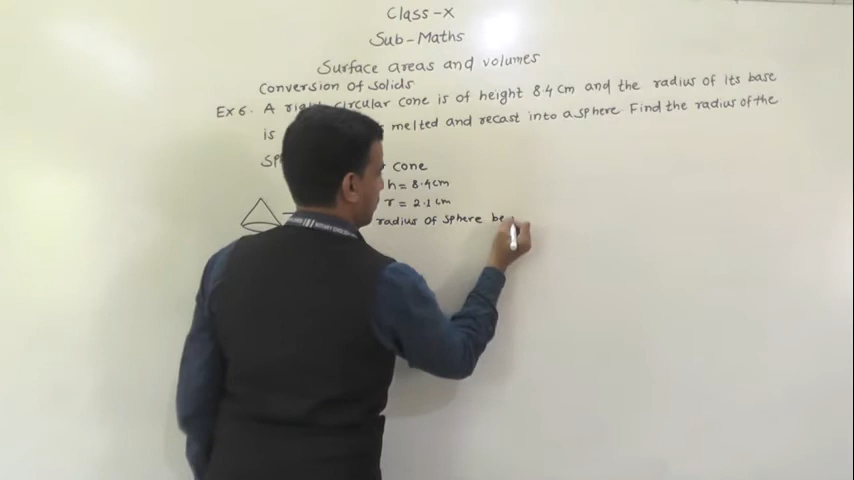 Class-X
Sub-Maths
Surface areas and volumes
Conversion of solids
Ex 6. A right circular cone is of height 8.4 cm and the radius of its base
is melted and recast into a sphere. Find the radius of the
cone
h = 8.4cm
r = 2.1 cm
radius of sphere be